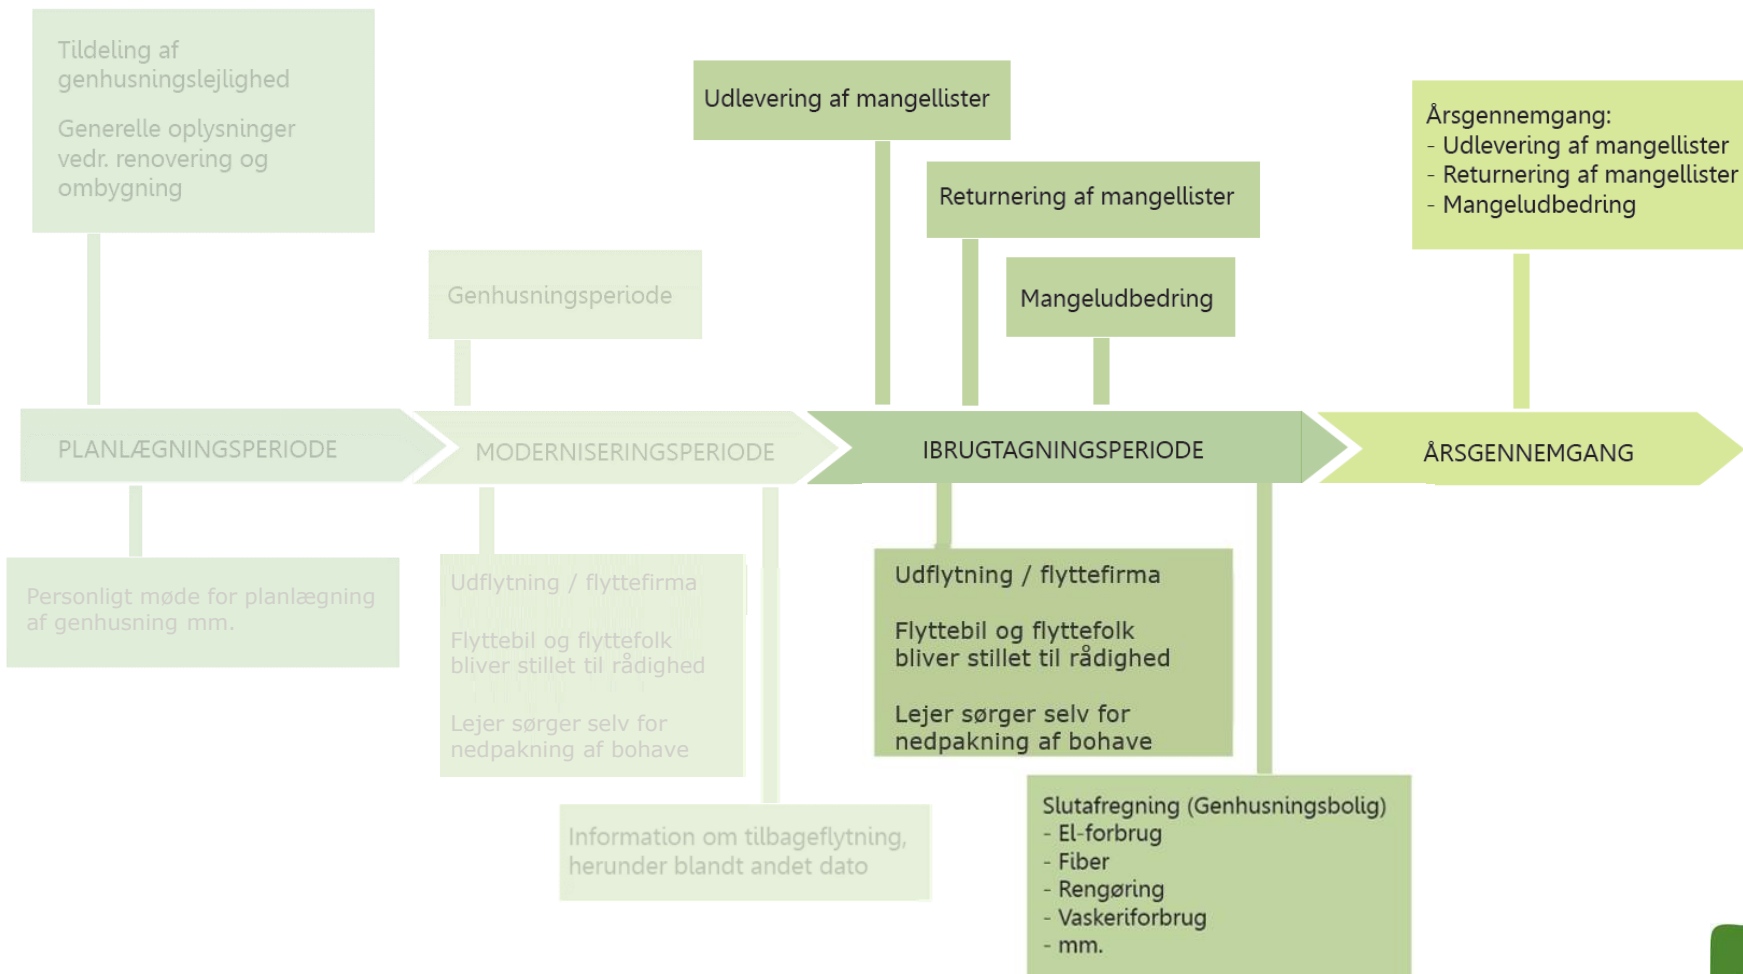 Tildeling af
genhusningslejlighed
Generelle oplysninger
vedr. renovering og
ombygning
Genhusningsperiode
Udlevering af mangellister
Returnering af mangellister
Mangeludbedring
Årsgennemgang:
- Udlevering af mangellister
- Returnering af mangellister
- Mangeludbedring
PLANLÆGNINGSPERIODE
MODERNISERINGSPERIODE
IBRUGTAGNINGSPERIODE
ÅRSGENNEMGANG
Personligt møde for planlægning
af genhusning mm.
Udflytning / flyttefirma
Flyttebil og flyttefolk
bliver stillet til rådighed
Lejer sørger selv for
nedpakning af bohave
Information om tilbageflytning,
herunder blandt andet dato
Udflytning / flyttefirma
Flyttebil og flyttefolk
bliver stillet til rådighed
Lejer sørger selv for
nedpakning af bohave
Slutafregning (Genhusningsbolig)
- El-forbrug
- Fiber
- Rengøring
- Vaskeriforbrug
- mm.